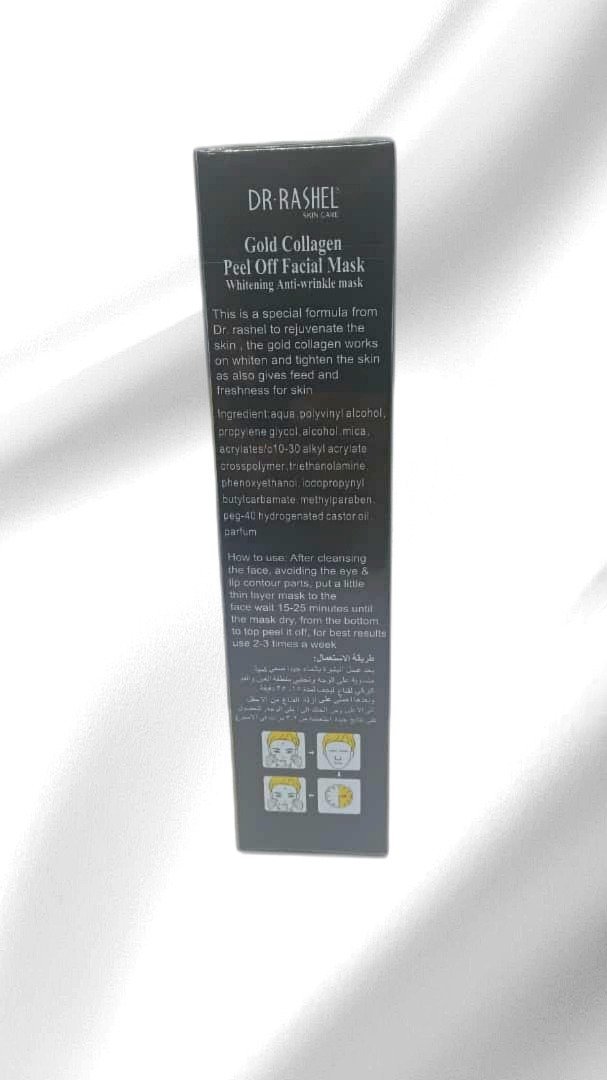 DR·RASHEL
SKIN CARE
Gold Collagen
Peel Off Facial Mask
Whitening Anti-wrinkle mask
This is a special formula from
Dr. rashel to rejuvenate the
skin , the gold collagen works
on whiten and tighten the skin
as also gives feed and
freshness for skin
Ingredient:aqua,polyvinyl alcohol,
propylene glycol,alcohol,mica,
acrylates/c10-30 alkyl acrylate
crosspolymer,triethanolamine,
phenoxyethanol,iodopropynyl
butylcarbamate,methylparaben,
peg-40 hydrogenated castor oil,
parfum
How to use: After cleansing
the face, avoiding the eye &
lip contour parts, put a little
thin layer mask to the
face wait 15-25 minutes until
the mask dry, from the bottom
to top peel it off, for best results
use 2-3 times a week
طريقة الاستعمال:
بعد غسل البشرة بالماء جيدا